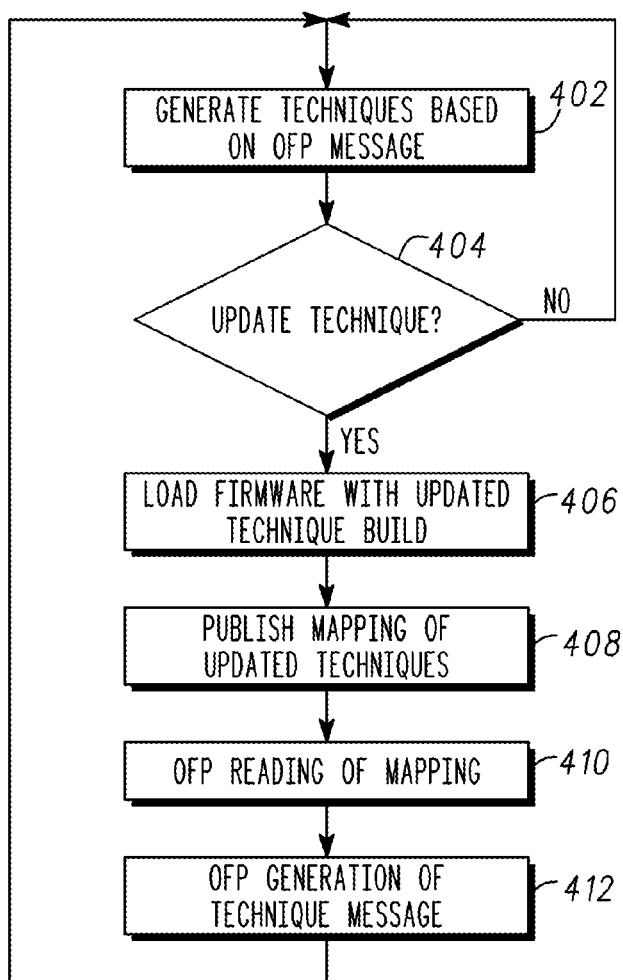 GENERATE TECHNIQUES BASED
ON OFP MESSAGE
402
404
UPDATE TECHNIQUE?
NO
YES
LOAD FIRMWARE WITH UPDATED
TECHNIQUE BUILD
406
PUBLISH MAPPING OF
UPDATED TECHNIQUES
408
OFP READING OF MAPPING
410
OFP GENERATION OF
TECHNIQUE MESSAGE
412